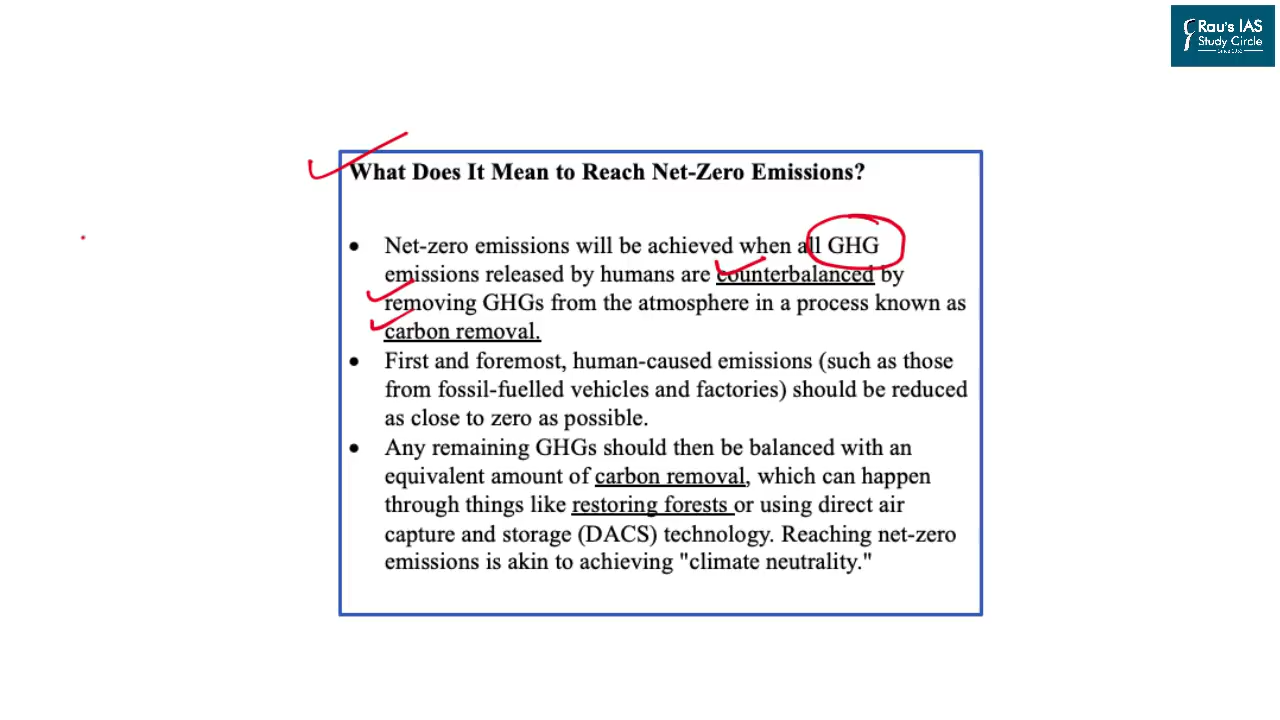 Rau's IAS
Study Circle
What Does It Mean to Reach Net-Zero Emissions?
• Net-zero emissions will be achieved when all GHG
emissions released by humans are counterbalanced by
removing GHGs from the atmosphere in a process known as
carbon removal.
• First and foremost, human-caused emissions (such as those
from fossil-fuelled vehicles and factories) should be reduced
as close to zero as possible.
• Any remaining GHGs should then be balanced with an
equivalent amount of carbon removal, which can happen
through things like restoring forests or using direct air
capture and storage (DACS) technology. Reaching net-zero
emissions is akin to achieving "climate neutrality."